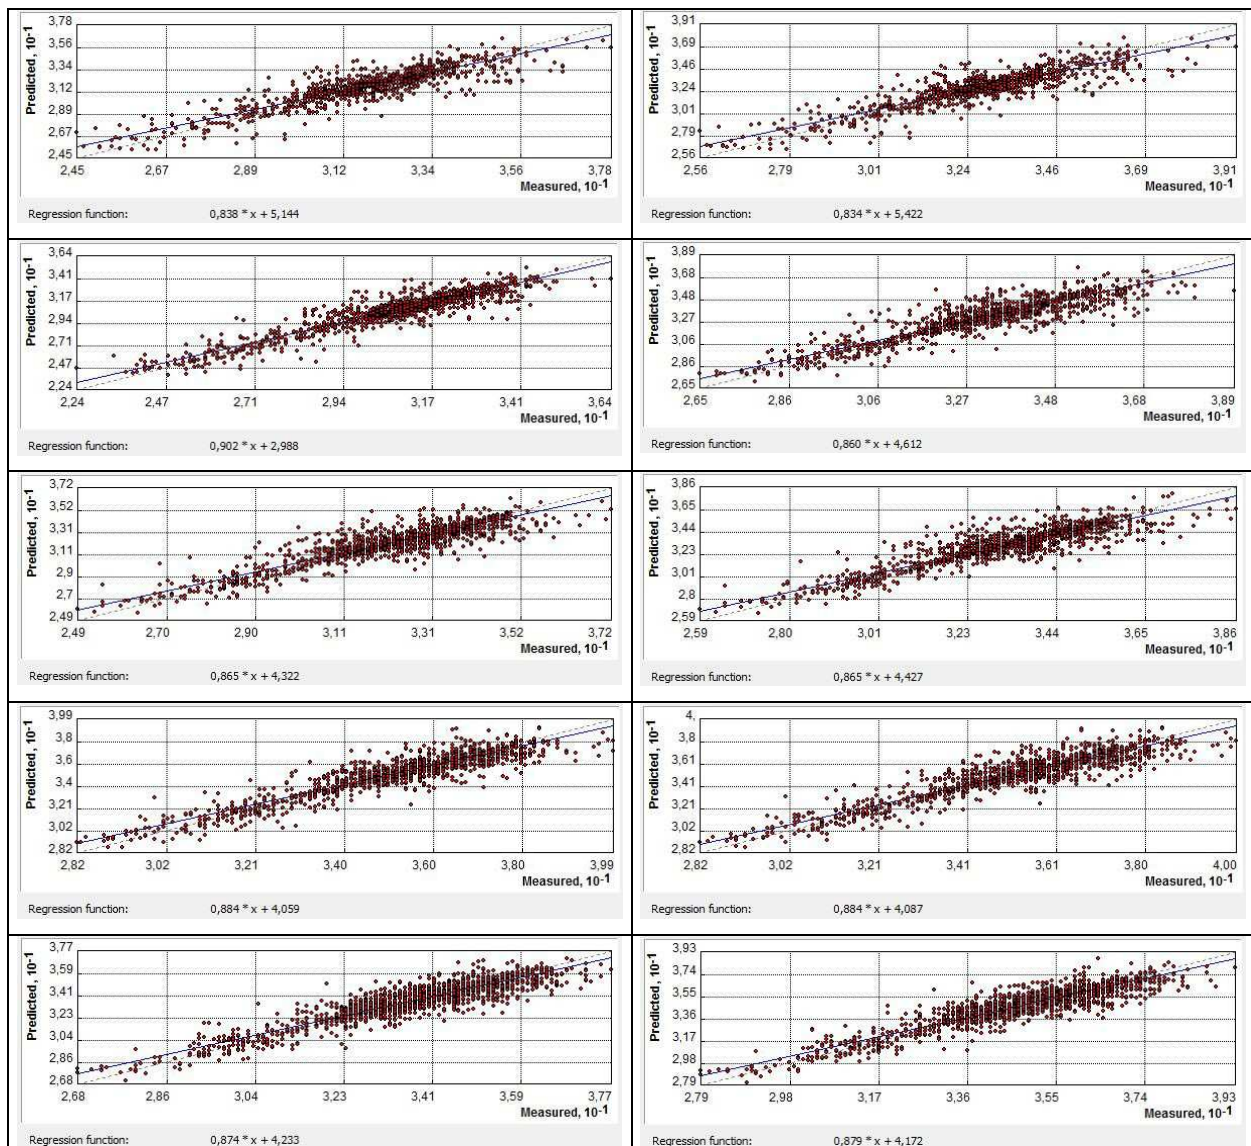 Predicted, 10-1
3,78
3,56
3,34
3,12
2,89
2,67
2,45
2,45 2,67 2,89 3,12 3,34 3,56 3,78
Measured, 10-1
Regression function: 0,838 * x + 5,144
Predicted, 10-1
3,91
3,69
3,46
3,24
3,01
2,79
2,56
2,56 2,79 3,01 3,24 3,46 3,69 3,91
Measured, 10-1
Regression function: 0,834 * x + 5,422
Predicted, 10-1
3,64
3,41
3,17
2,94
2,71
2,47
2,24
2,24 2,47 2,71 2,94 3,17 3,41 3,64
Measured, 10-1
Regression function: 0,902 * x + 2,988
Predicted, 10-1
3,89
3,68
3,48
3,27
3,06
2,86
2,65
2,65 2,86 3,06 3,27 3,48 3,68 3,89
Measured, 10-1
Regression function: 0,860 * x + 4,612
Predicted, 10-1
3,72
3,52
3,31
3,11
2,9
2,7
2,49
2,49 2,70 2,90 3,11 3,31 3,52 3,72
Measured, 10-1
Regression function: 0,865 * x + 4,322
Predicted, 10-1
3,86
3,65
3,44
3,23
3,01
2,8
2,59
2,59 2,80 3,01 3,23 3,44 3,65 3,86
Measured, 10-1
Regression function: 0,865 * x + 4,427
Predicted, 10-1
3,99
3,8
3,6
3,4
3,21
3,02
2,82
2,82 3,02 3,21 3,40 3,60 3,80 3,99
Measured, 10-1
Regression function: 0,884 * x + 4,059
Predicted, 10-1
4,
3,8
3,61
3,41
3,21
3,02
2,82
2,82 3,02 3,21 3,41 3,61 3,80 4,00
Measured, 10-1
Regression function: 0,884 * x + 4,087
Predicted, 10-1
3,77
3,59
3,41
3,23
3,04
2,86
2,68
2,68 2,86 3,04 3,23 3,41 3,59 3,77
Measured, 10-1
Regression function: 0,874 * x + 4,233
Predicted, 10-1
3,93
3,74
3,55
3,36
3,17
2,98
2,79
2,79 2,98 3,17 3,36 3,55 3,74 3,93
Measured, 10-1
Regression function: 0,879 * x + 4,172